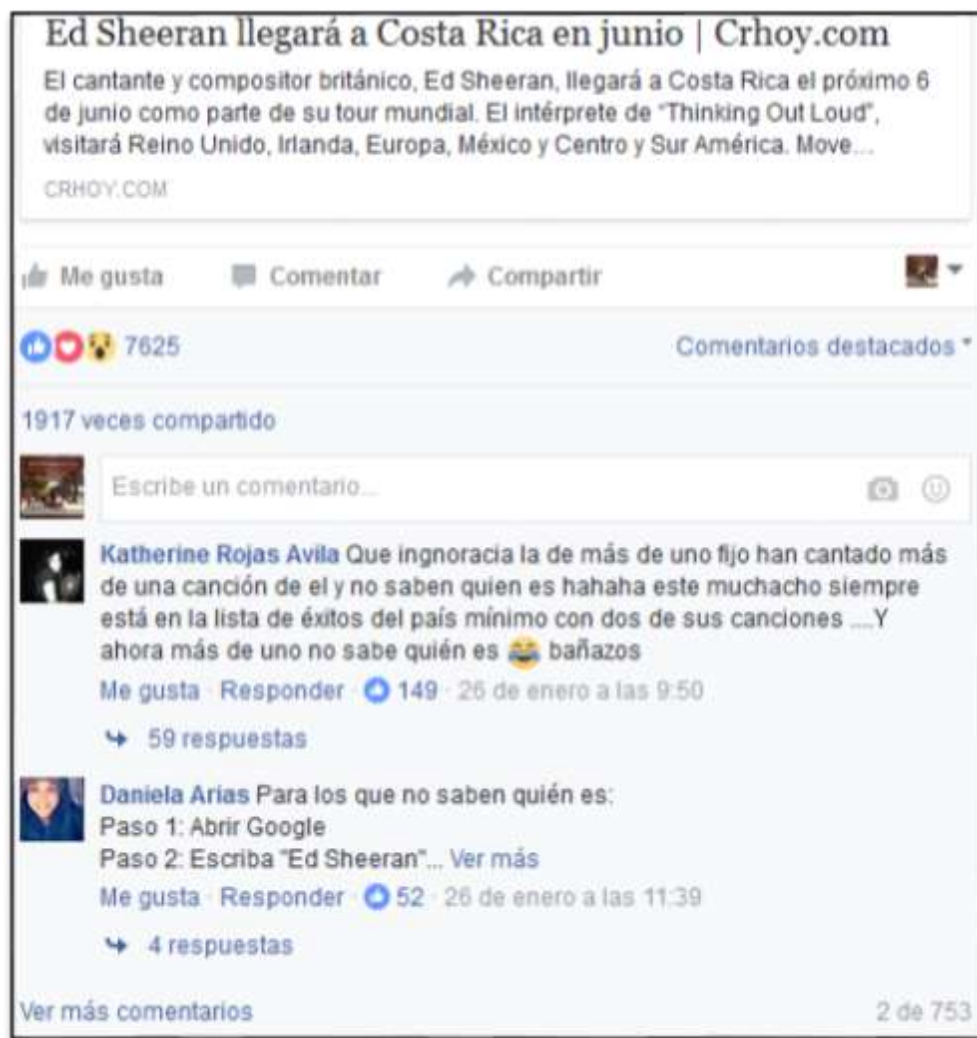 Ed Sheeran llegará a Costa Rica en junio | Crhoy.com
El cantante y compositor británico, Ed Sheeran, llegará a Costa Rica el próximo 6
de junio como parte de su tour mundial. El intérprete de “Thinking Out Loud”,
visitará Reino Unido, Irlanda, Europa, México y Centro y Sur América. Move...
CRHOY.COM
Me gusta Comentar Compartir
7625 Comentarios destacados
1917 veces compartido
Escribe un comentario...
Katherine Rojas Avila Que ingnoracia la de más de uno fijo han cantado más
de una canción de el y no saben quien es hahaha este muchacho siempre
está en la lista de éxitos del país mínimo con dos de sus canciones ....Y
ahora más de uno no sabe quién es 😂 bañazos
Me gusta · Responder · 149 · 26 de enero a las 9:50
59 respuestas
Daniela Arias Para los que no saben quién es:
Paso 1: Abrir Google
Paso 2: Escriba "Ed Sheeran"... Ver más
Me gusta · Responder · 52 · 26 de enero a las 11:39
4 respuestas
Ver más comentarios 2 de 753